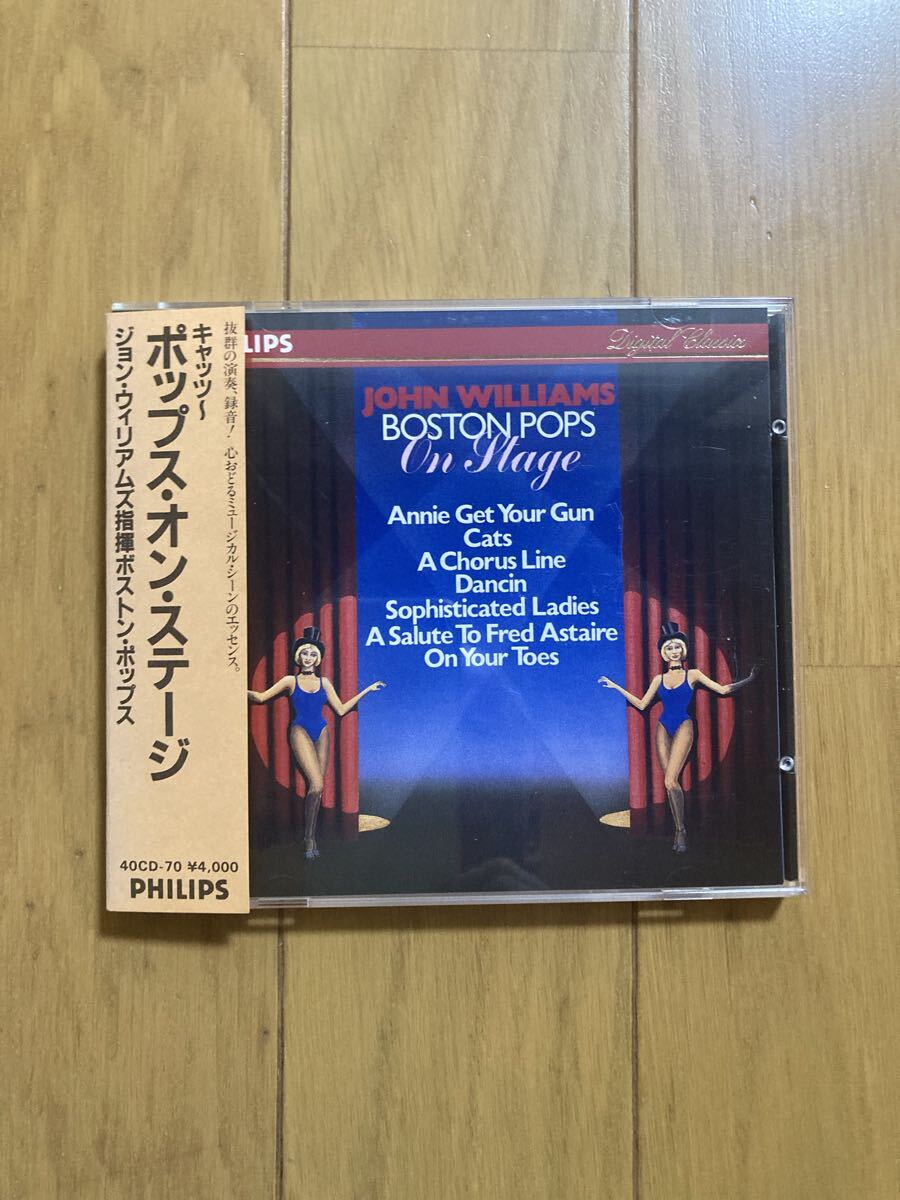 抜群の演奏、録音！ 心おどるミュージカル・シーンのエッセンス。
キャッツ〜
ポップス・オン・ステージ
ジョン・ウィリアムズ指揮ボストン・ポップス
40CD-70 ¥4,000
PHILIPS
LIPS
Digital Classics
JOHN WILLIAMS
BOSTON POPS
On Stage
Annie Get Your Gun
Cats
A Chorus Line
Dancin
Sophisticated Ladies
A Salute To Fred Astaire
On Your Toes